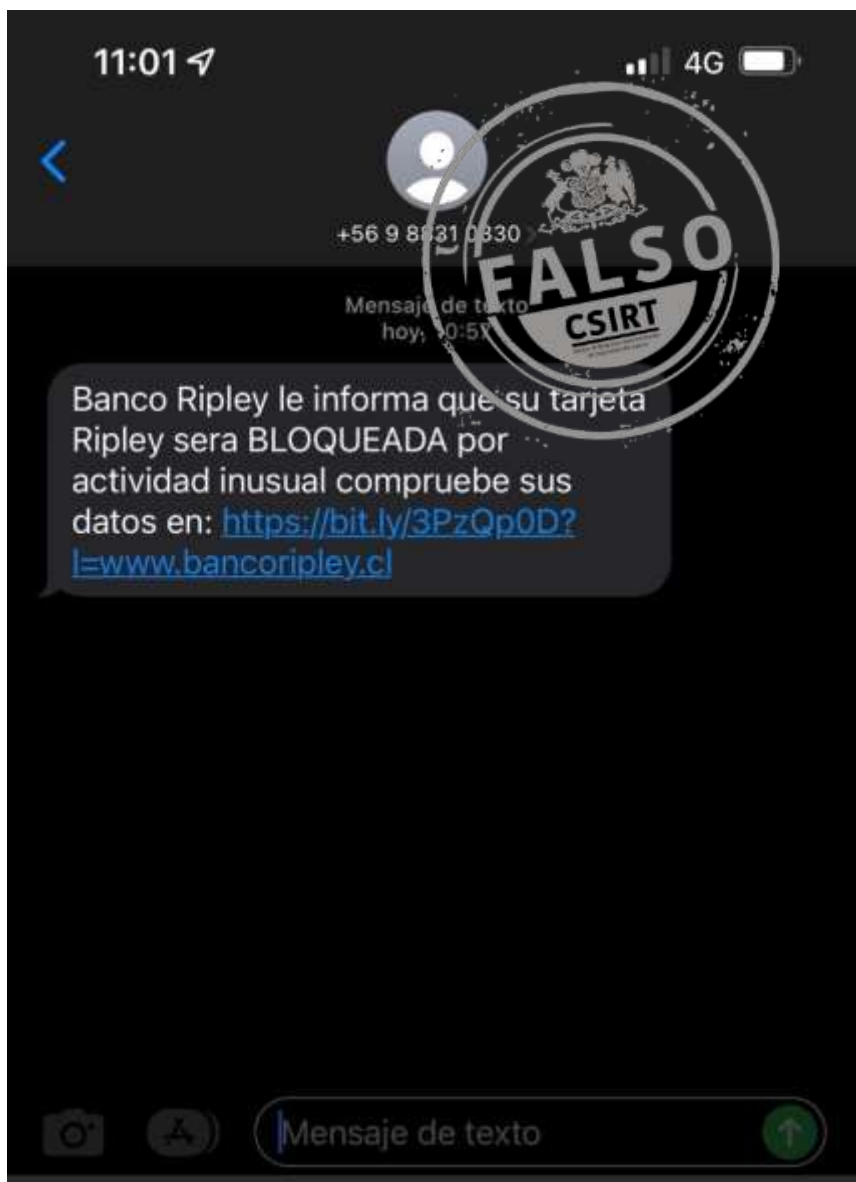 11:01
4G
+56 9 8831 0330
FALSO
CSIRT
Mensaje de texto
hoy,
Banco Ripley le informa que su tarjeta
Ripley sera BLOQUEADA por
actividad inusual compruebe sus
datos en: https://bit.ly/3PzQp0D?
l=www.bancoripley.cl
Mensaje de texto